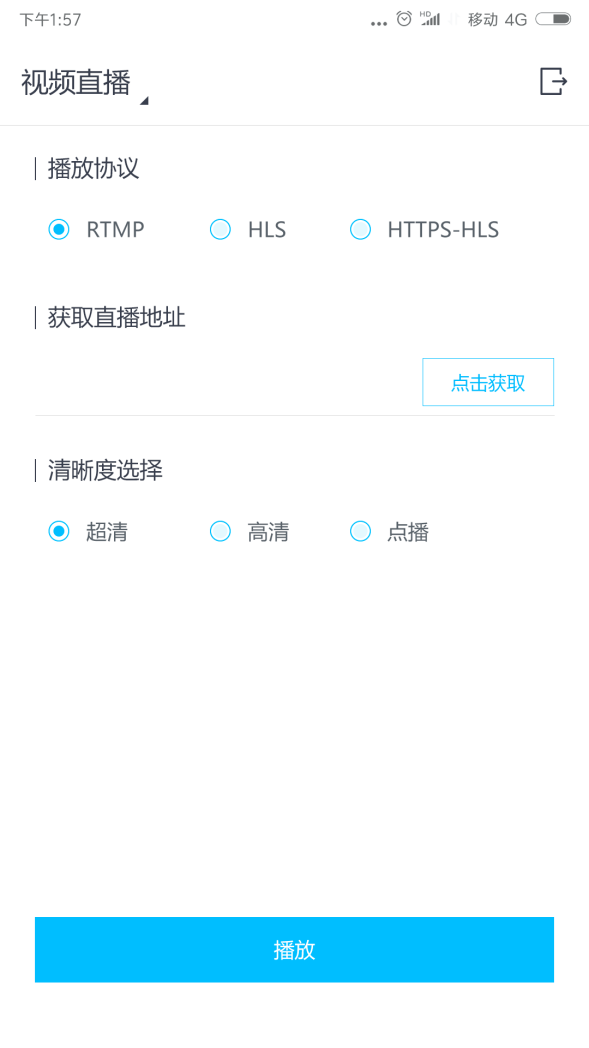 下午1:57
... HD 移动 4G
视频直播
播放协议
RTMP HLS HTTPS-HLS
获取直播地址
点击获取
清晰度选择
超清 高清 点播
播放